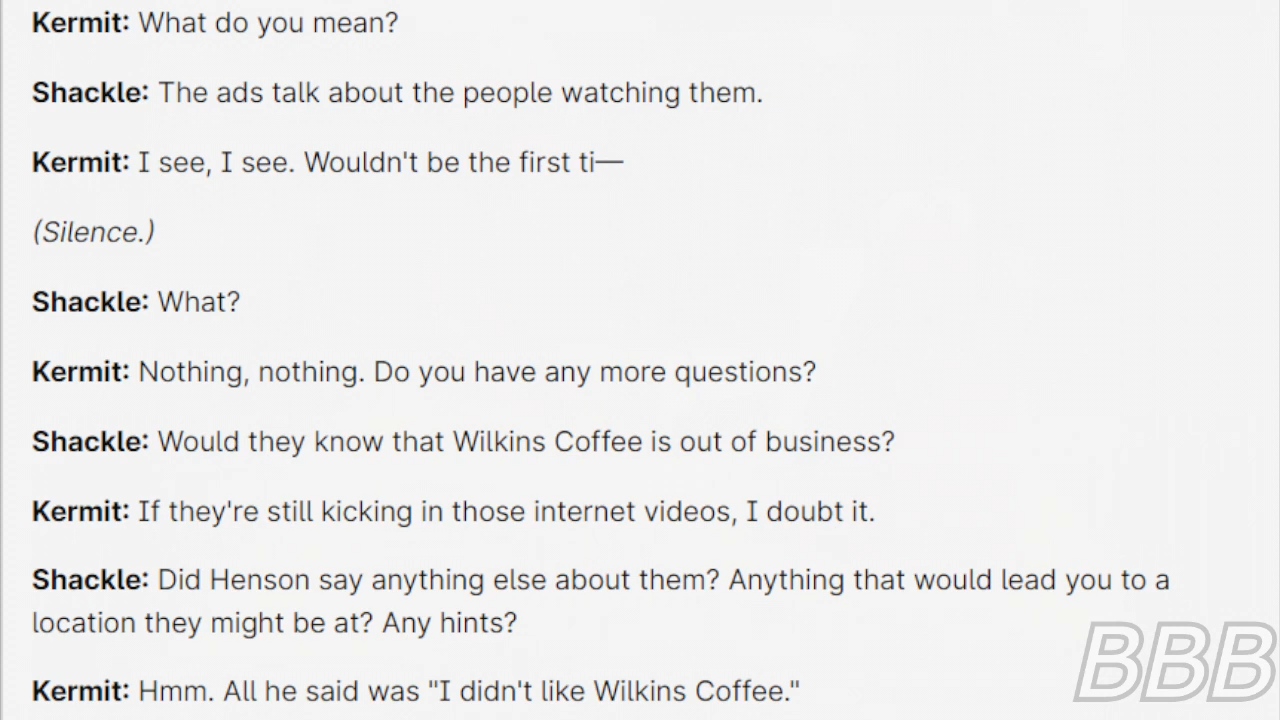 Kermit: What do you mean?
Shackle: The ads talk about the people watching them.
Kermit: I see, I see. Wouldn't be the first ti—
(Silence.)
Shackle: What?
Kermit: Nothing, nothing. Do you have any more questions?
Shackle: Would they know that Wilkins Coffee is out of business?
Kermit: If they're still kicking in those internet videos, I doubt it.
Shackle: Did Henson say anything else about them? Anything that would lead you to a
location they might be at? Any hints?
Kermit: Hmm. All he said was "I didn't like Wilkins Coffee."
BBB